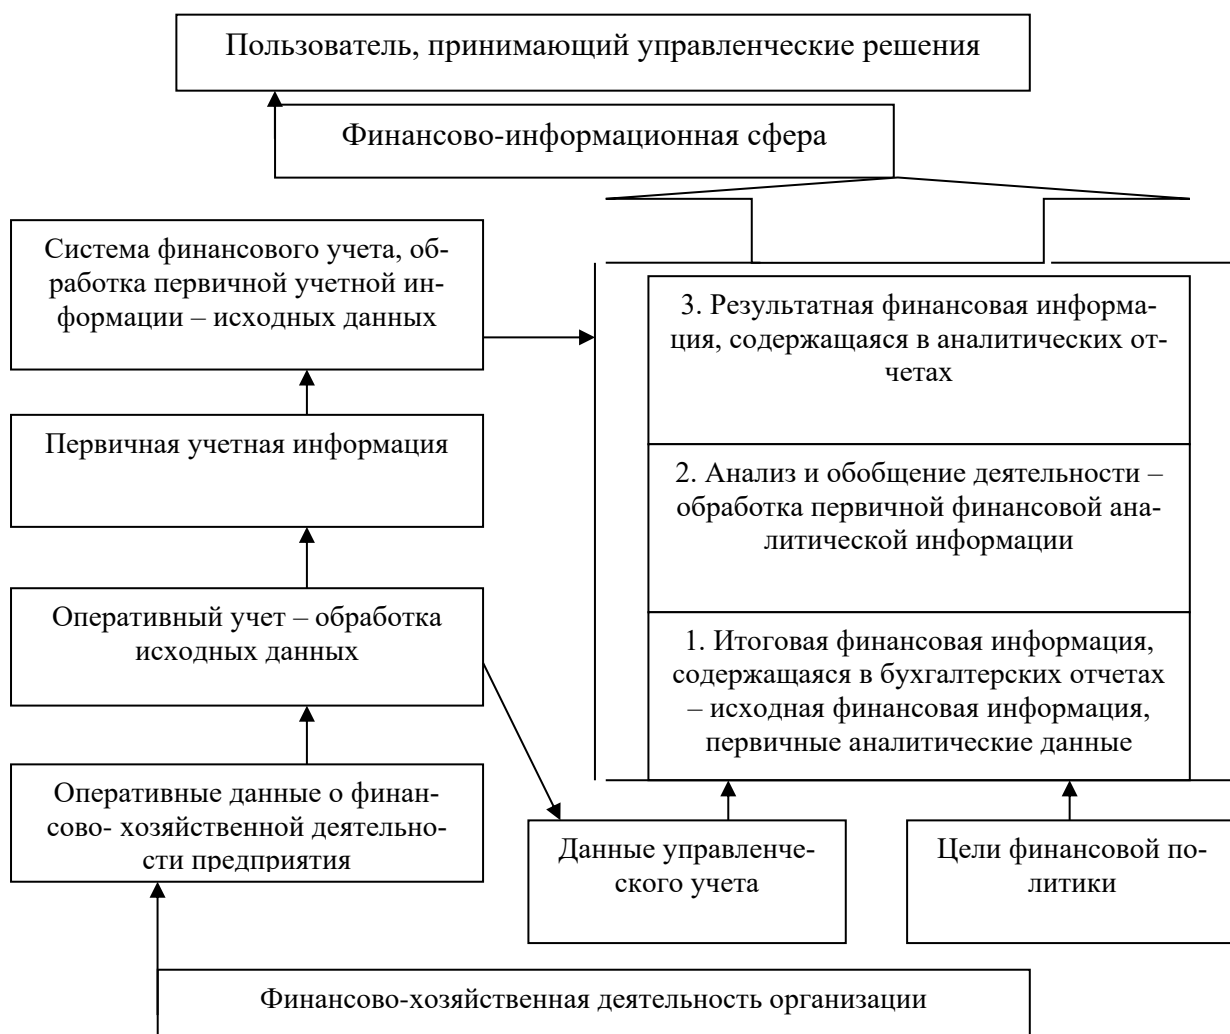 Пользователь, принимающий управленческие решения
Финансово-информационная сфера
Система финансового учета, об-
работка первичной учетной ин-
формации – исходных данных
3. Результатная финансовая информа-
ция, содержащаяся в аналитических от-
четах
Первичная учетная информация
2. Анализ и обобщение деятельности –
обработка первичной финансовой ана-
литической информации
Оперативный учет – обработка
исходных данных
1. Итоговая финансовая информация,
содержащаяся в бухгалтерских отчетах
– исходная финансовая информация,
первичные аналитические данные
Оперативные данные о финан-
сово- хозяйственной деятельно-
сти предприятия
Данные управленче-
ского учета
Цели финансовой по-
литики
Финансово-хозяйственная деятельность организации